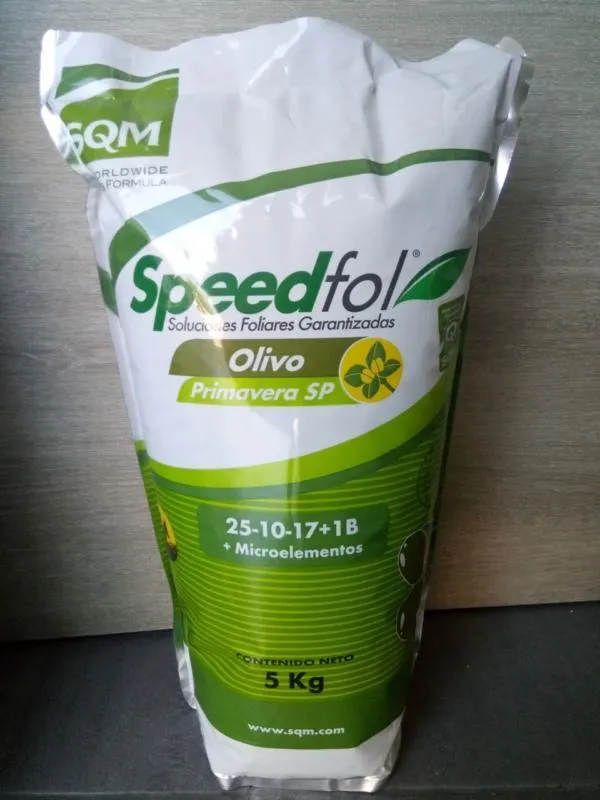 SQM
WORLDWIDE
FORMULA
Speedfol®
Soluciones Foliares Garantizadas
Olivo
Primavera SP
25-10-17+1B
+ Microelementos
CONTENIDO NETO
5 Kg
www.sqm.com